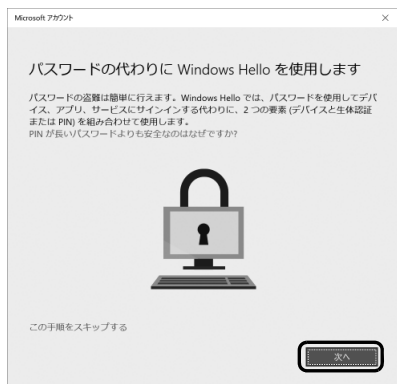 Microsoft アカウント
パスワードの代わりに Windows Hello を使用します
パスワードの盗難は簡単に行えます。Windows Hello では、パスワードを使用してデバ
イス、アプリ、サービスにサインインする代わりに、2 つの要素 (デバイスと生体認証
または PIN) を組み合わせて使用します。
PIN が長いパスワードよりも安全なのはなぜですか?
この手順をスキップする
次へ